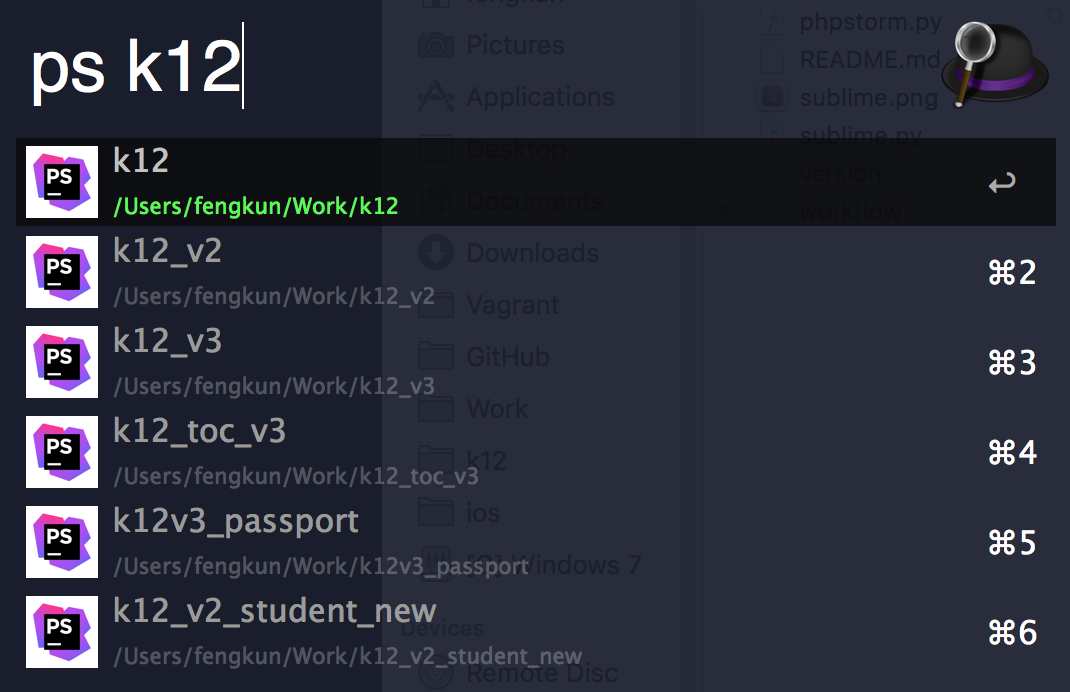 ps k12
k12
/Users/fengkun/Work/k12
k12_v2
/Users/fengkun/Work/k12_v2
⌘2
k12_v3
/Users/fengkun/Work/k12_v3
⌘3
k12_toc_v3
/Users/fengkun/Work/k12_toc_v3
⌘4
k12v3_passport
/Users/fengkun/Work/k12v3_passport
⌘5
k12_v2_student_new
/Users/fengkun/Work/k12_v2_student_new
⌘6
PS
PS
PS
PS
PS
PS
fengkun
Pictures
Applications
Desktop
Documents
Downloads
Vagrant
GitHub
Work
k12
ios
Windows 7
Devices
Remote Disc
phpstorm.py
README.md
sublime.png
sublime.py
version
workflow